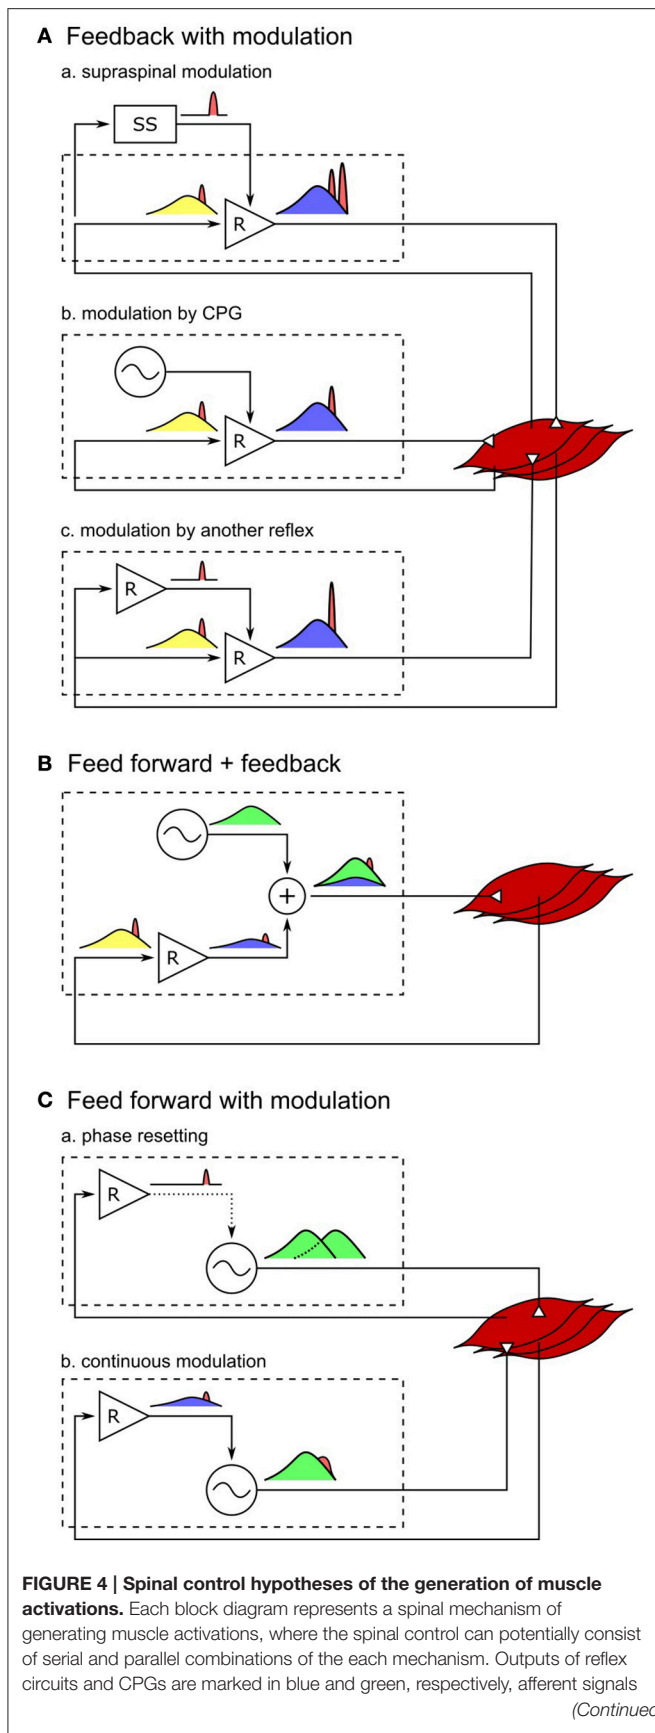 A Feedback with modulation
a. supraspinal modulation
SS
R
b. modulation by CPG
R
c. modulation by another reflex
R
R
B Feed forward + feedback
+
R
C Feed forward with modulation
a. phase resetting
R
b. continuous modulation
R
FIGURE 4 | Spinal control hypotheses of the generation of muscle
activations. Each block diagram represents a spinal mechanism of
generating muscle activations, where the spinal control can potentially consist
of serial and parallel combinations of the each mechanism. Outputs of reflex
circuits and CPGs are marked in blue and green, respectively, afferent signals
(Continued